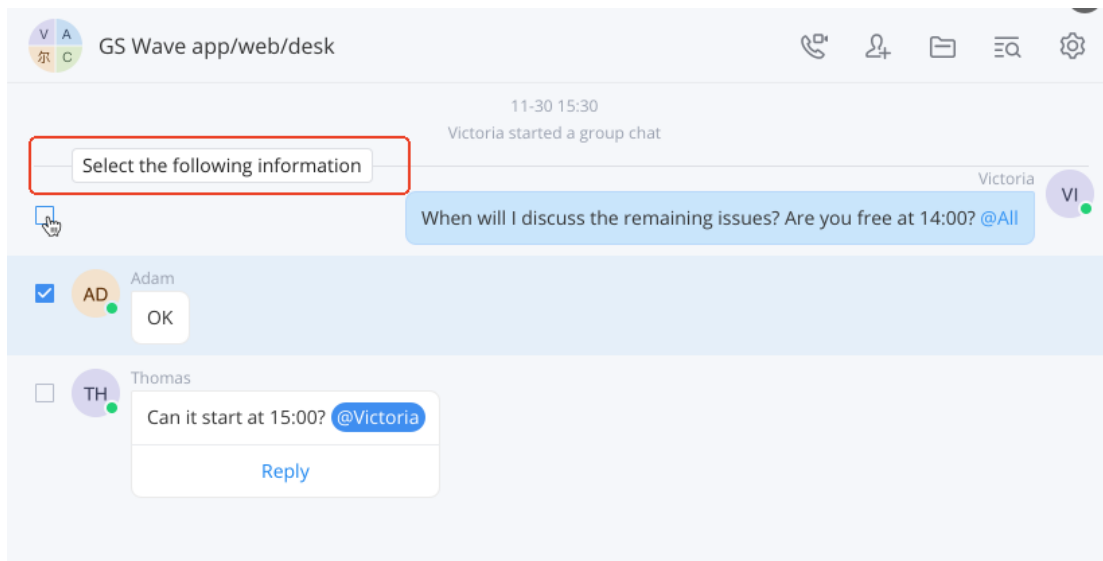 V A
尔 C
GS Wave app/web/desk
11-30 15:30
Victoria started a group chat
Select the following information
Victoria
VI
When will I discuss the remaining issues? Are you free at 14:00? @All
Adam
AD
OK
Thomas
TH
Can it start at 15:00? @Victoria
Reply